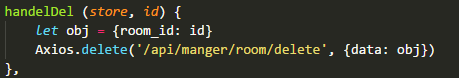 handelDel (store, id) {
let obj = {room_id: id}
Axios.delete('/api/manger/room/delete', {data: obj})
},